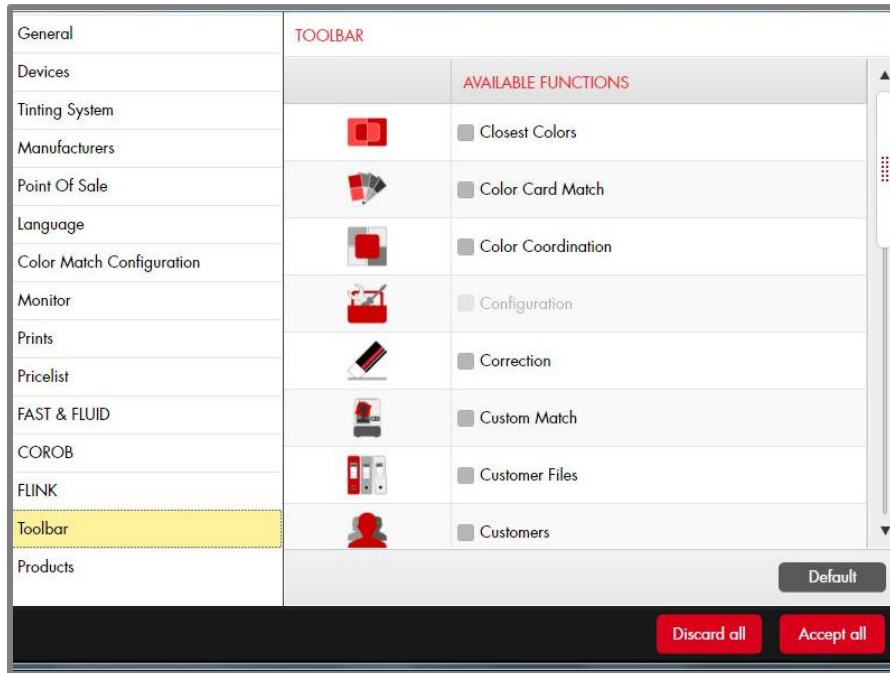 General
Devices
Tinting System
Manufacturers
Point Of Sale
Language
Color Match Configuration
Monitor
Prints
Pricelist
FAST & FLUID
COROB
FLINK
Toolbar
Products
TOOLBAR
AVAILABLE FUNCTIONS
Closest Colors
Color Card Match
Color Coordination
Configuration
Correction
Custom Match
Customer Files
Customers
Default
Discard all
Accept all